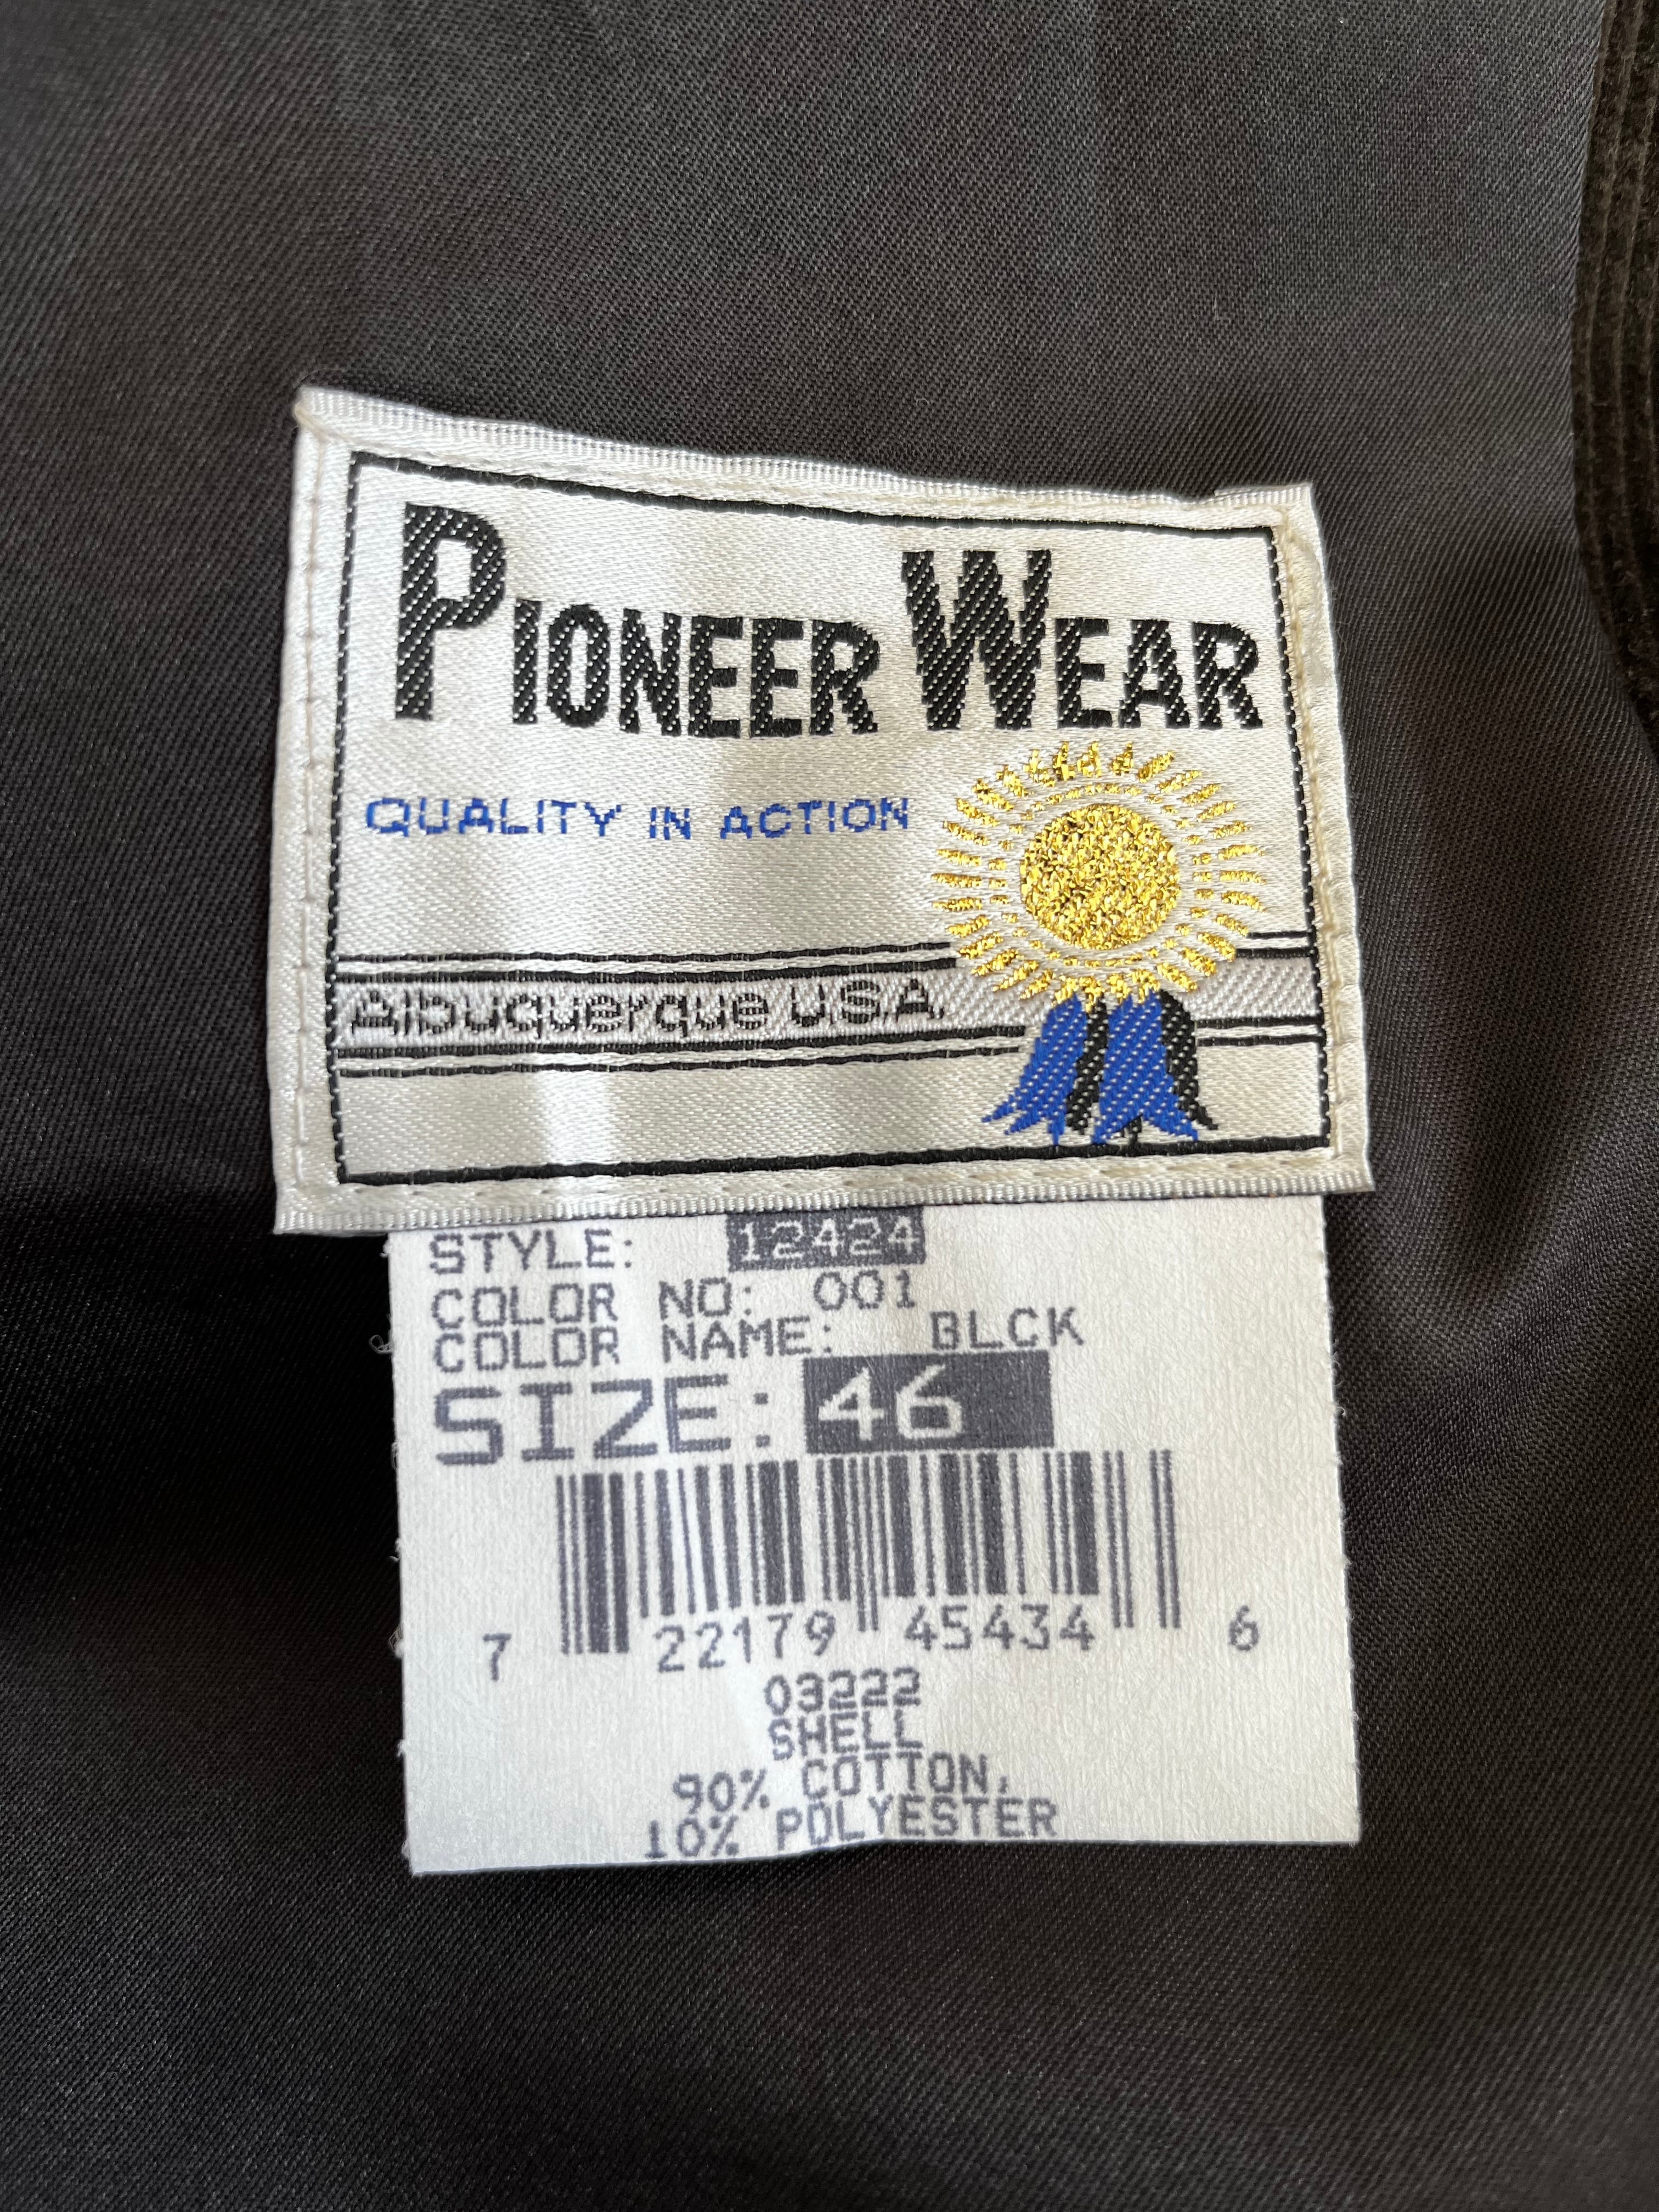 PIONEER WEAR
QUALITY IN ACTION
Albuquerque U.S.A.
STYLE: 12424
COLOR NO: 001
COLOR NAME: BLCK
SIZE: 46
7 22179 45434 6
03222
SHELL
90% COTTON,
10% POLYESTER